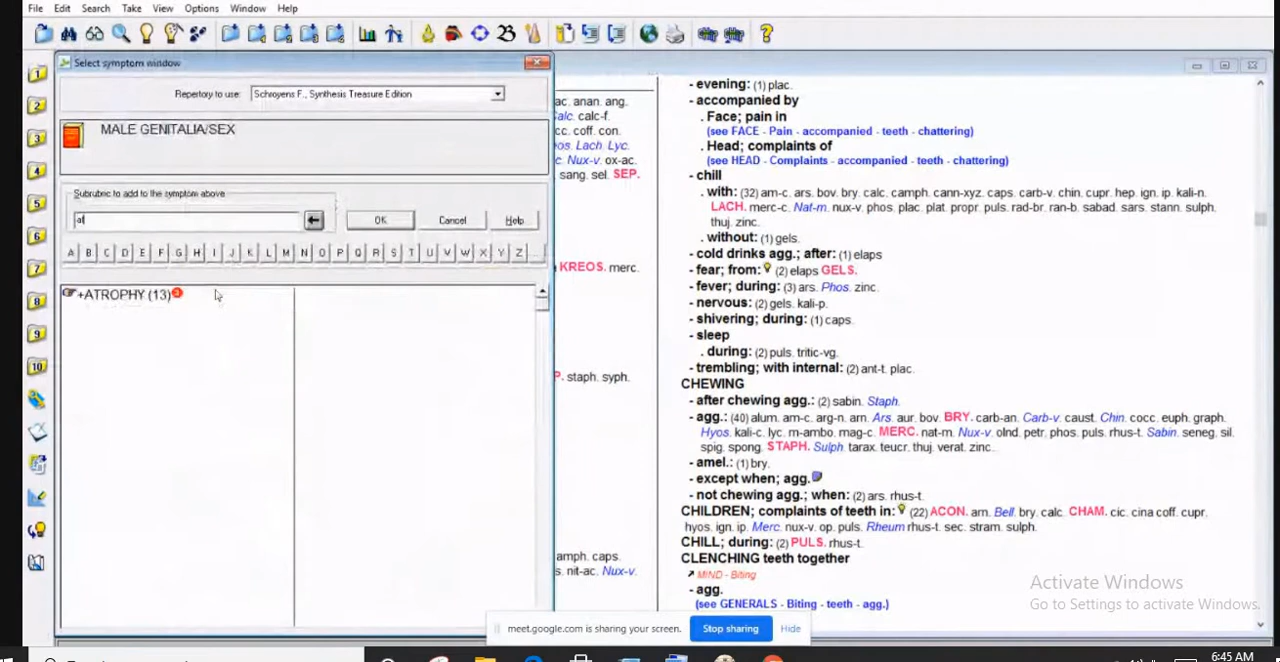 File Edit Search Take View Options Window Help
Select symptom window
Repertory to use: Schroyens F., Synthesis Treasure Edition
MALE GENITALIA/SEX
Subrubric to add to the symptom above
at
OK Cancel Help
A B C D E F G H I J K L M N O P Q R S T U V W X Y Z
+ATROPHY (13) 3
1
2
3
4
5
6
7
8
9
10
ac. anan. ang.
Calc. calc-f.
cc. coff. con.
Lach. Lyc.
c. Nux-v. ox-ac.
sang. sel. SEP.
KREOS. merc.
P. staph. syph.
amph. caps.
s. nit-ac. Nux-v.
- evening: (1) plac.
- accompanied by
. Face; pain in
(see FACE - Pain - accompanied - teeth - chattering)
. Head; complaints of
(see HEAD - Complaints - accompanied - teeth - chattering)
- chill
. with: (32) am-c. ars. bov. bry. calc. camph. cann-xyz. caps. carb-v. chin. cupr. hep. ign. ip. kali-n.
LACH. merc-c. Nat-m. nux-v. phos. plac. plat. propr. puls. rad-br. ran-b. sabad. sars. stann. sulph.
thuj. zinc.
. without: (1) gels.
- cold drinks agg.; after: (1) elaps
- fear; from: (2) elaps GELS.
- fever; during: (3) ars. Phos. zinc.
- nervous: (2) gels. kali-p.
- shivering; during: (1) caps.
- sleep
. during: (2) puls. tritic-vg.
- trembling; with internal: (2) ant-t. plac.
CHEWING
- after chewing agg.: (2) sabin. Staph.
- agg.: (40) alum. am-c. arg-n. arn. Ars. aur. bov. BRY. carb-an. Carb-v. caust. Chin. cocc. euph. graph.
Hyos. kali-c. lyc. m-ambo. mag-c. MERC. nat-m. Nux-v. olnd. petr. phos. puls. rhus-t. Sabin. seneg. sil.
spig. spong. STAPH. Sulph. tarax. teucr. thuj. verat. zinc.
- amel.: (1) bry.
- except when; agg.
- not chewing agg.; when: (2) ars. rhus-t.
CHILDREN; complaints of teeth in: (22) ACON. arn. Bell. bry. calc. CHAM. cic. cina coff. cupr.
hyos. ign. ip. Merc. nux-v. op. puls. Rheum rhus-t. sec. stram. sulph.
CHILL; during: (2) PULS. rhus-t.
CLENCHING teeth together
MIND - Biting
- agg.
(see GENERALS - Biting - teeth - agg.)
Activate Windows
Go to Settings to activate Windows.
meet.google.com is sharing your screen. Stop sharing Hide
6:45 AM